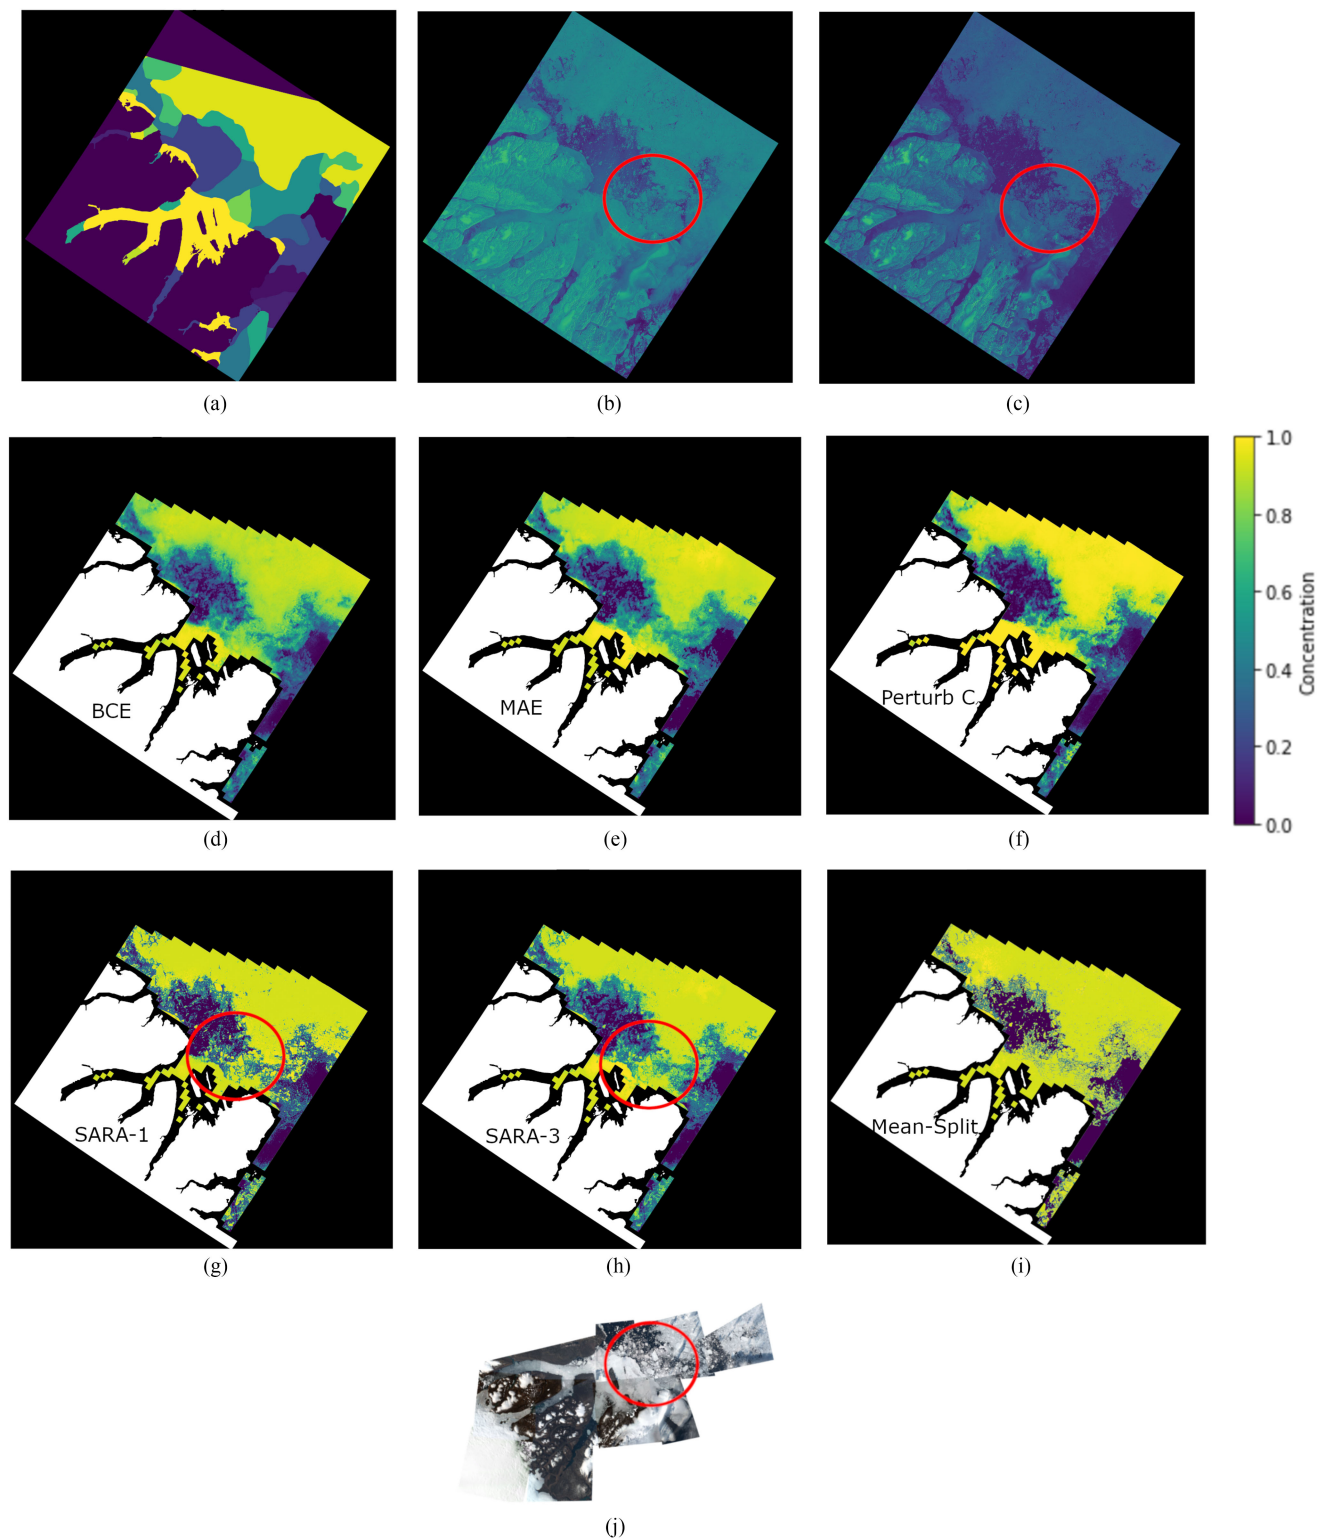 (a)
(b)
(c)
BCE
MAE
Perturb C
1.0
0.8
0.6
0.4
0.2
0.0
Concentration
(d)
(e)
(f)
SARA-1
SARA-3
Mean-Split
(g)
(h)
(i)
(j)